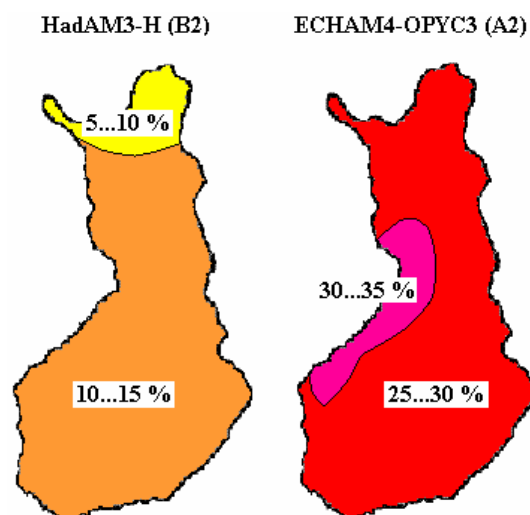 HadAM3-H (B2)
ECHAM4-OPYC3 (A2)
5...10 %
30...35 %
10...15 %
25...30 %